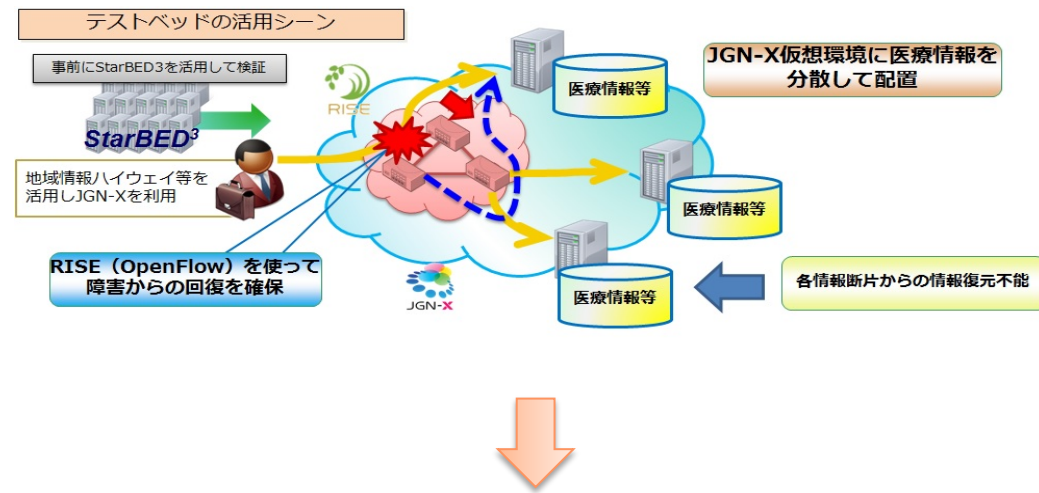 テストベッドの活用シーン
事前にStarBED3を活用して検証
StarBED³
地域情報ハイウェイ等を
活用しJGN-Xを利用
RISE
医療情報等
JGN-X仮想環境に医療情報を
分散して配置
医療情報等
RISE（OpenFlow）を使って
障害からの回復を確保
JGN-X
医療情報等
各情報断片からの情報復元不能